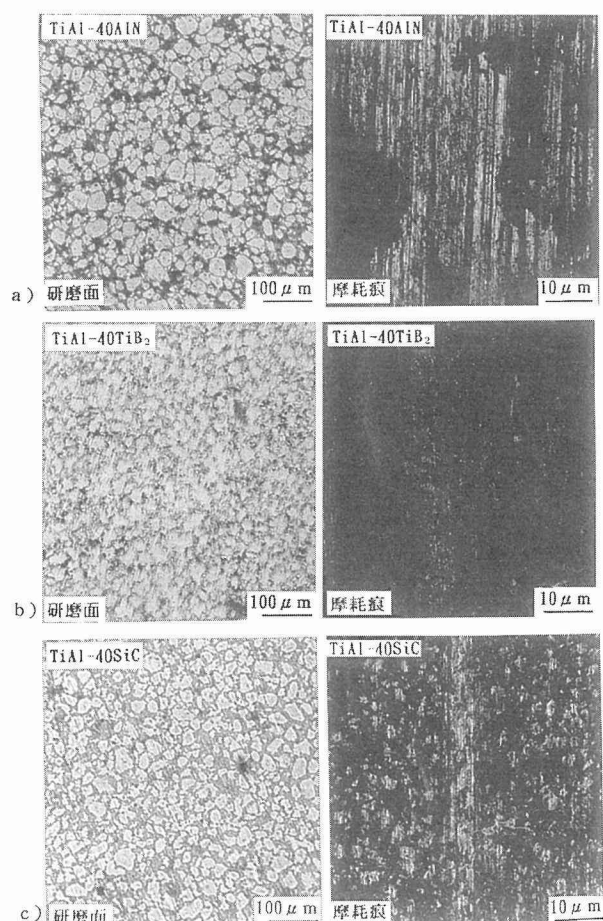 TiAl-40AlN
TiAl-40AlN
a) 研磨面
100μm
摩耗痕
10μm
TiAl-40TiB₂
TiAl-40TiB₂
b) 研磨面
100μm
摩耗痕
10μm
TiAl-40SiC
TiAl-40SiC
c) 研磨面
100μm
摩耗痕
10μm